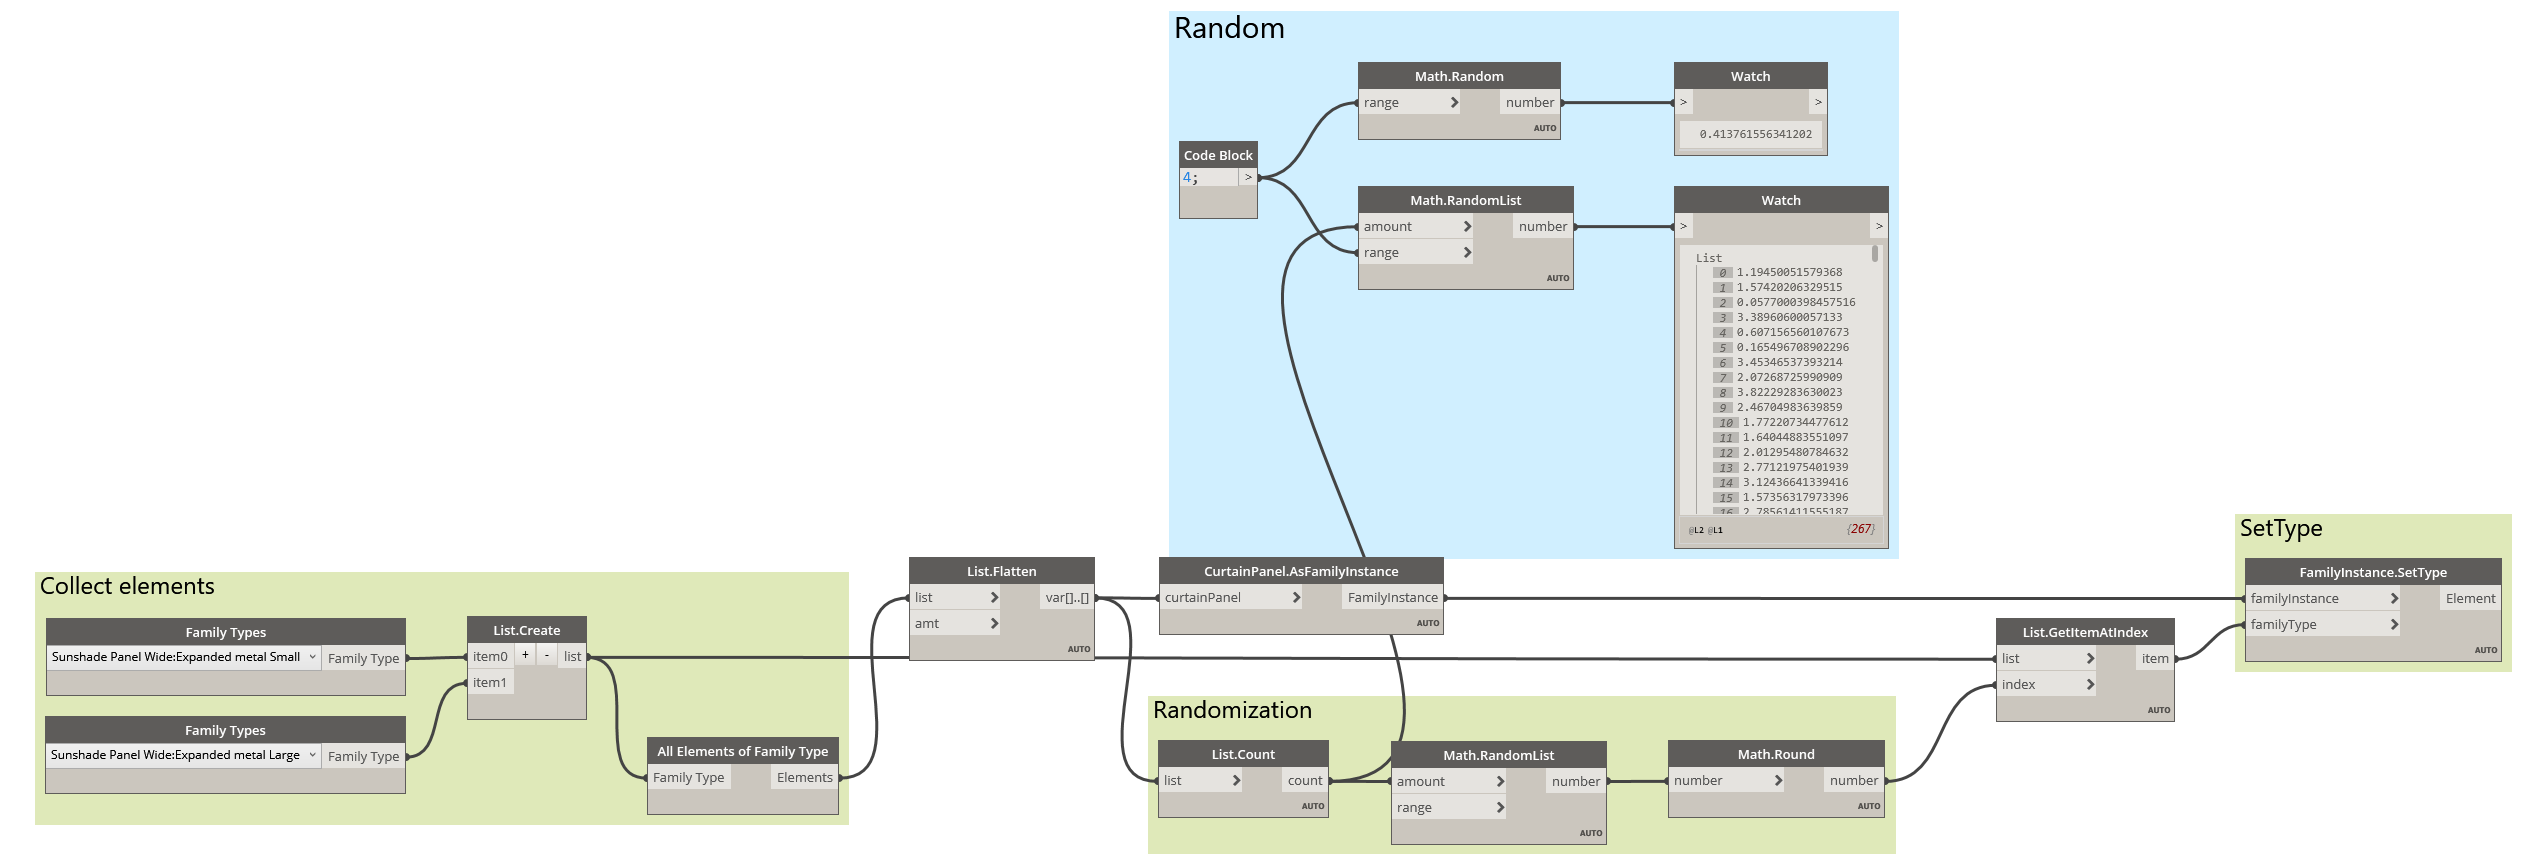 Random
Math.Random
range
number
AUTO
Watch
>
>
0.413761556341202
Code Block
4;
>
Math.RandomList
amount
number
range
AUTO
Watch
>
>
List
0 1.19450051579368
1 1.57420206329515
2 0.0577000398457516
3 3.38960600057133
4 0.607156560107673
5 0.165496708902296
6 3.45346537393214
7 2.07268725990909
8 3.82229283630023
9 2.46704983639859
10 1.77220734477612
11 1.64044883551097
12 2.01295480784632
13 2.77121975401939
14 3.12436641339416
15 1.57356317973396
16 2.78561411555187
@L2 @L1
{267}
Collect elements
Family Types
Sunshade Panel Wide:Expanded metal Small
Family Type
Family Types
Sunshade Panel Wide:Expanded metal Large
Family Type
List.Create
item0
+
-
list
item1
All Elements of Family Type
Family Type
Elements
List.Flatten
list
var[]..[]
amt
AUTO
CurtainPanel.AsFamilyInstance
curtainPanel
FamilyInstance
AUTO
Randomization
List.Count
list
count
AUTO
Math.RandomList
amount
number
range
AUTO
Math.Round
number
number
AUTO
List.GetItemAtIndex
list
item
index
AUTO
SetType
FamilyInstance.SetType
familyInstance
Element
familyType
AUTO